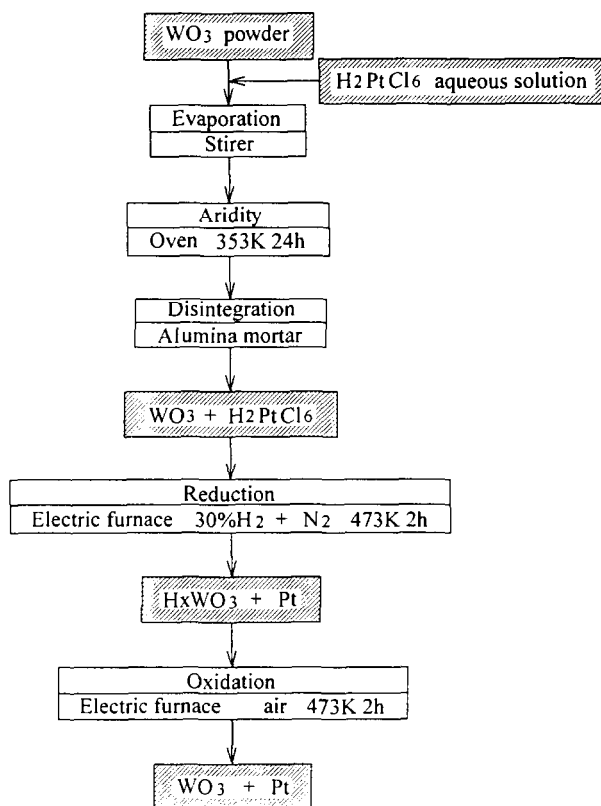 WO3 powder
H2PtCl6 aqueous solution
Evaporation
Stirer
Aridity
Oven 353K 24h
Disintegration
Alumina mortar
WO3 + H2PtCl6
Reduction
Electric furnace 30%H2 + N2 473K 2h
HxWO3 + Pt
Oxidation
Electric furnace air 473K 2h
WO3 + Pt